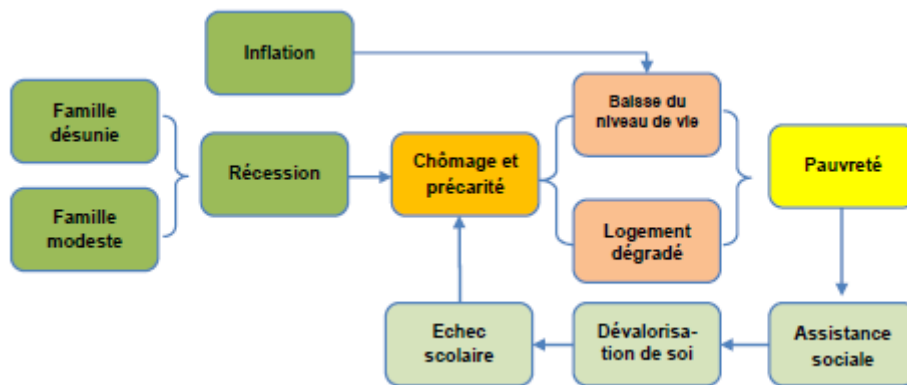 Inflation
Famille
désunie
Baisse du
niveau de vie
Récession
Chômage et
précarité
Pauvreté
Famille
modeste
Logement
dégradé
Echec
scolaire
Dévalorisa-
tion de soi
Assistance
sociale